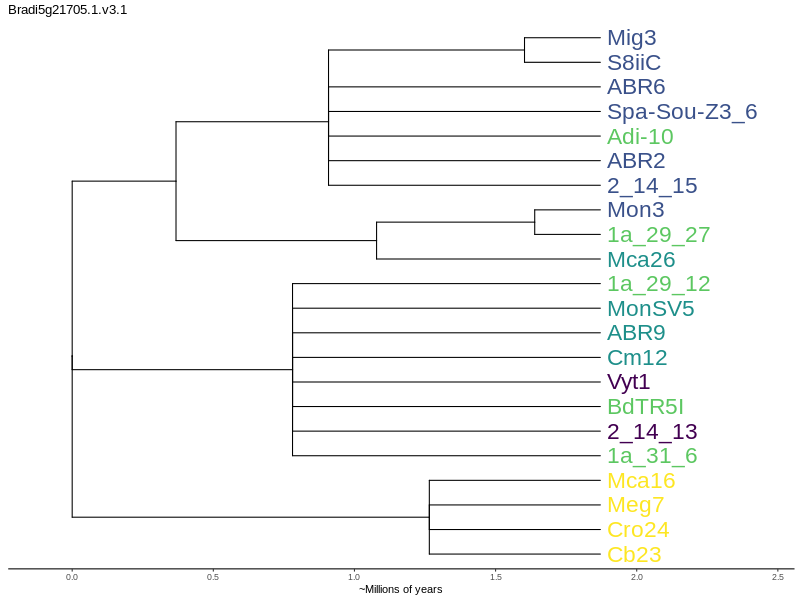 Bradi5g21705.1.v3.1
Mig3
S8iiC
ABR6
Spa-Sou-Z3_6
Adi-10
ABR2
2_14_15
Mon3
1a_29_27
Mca26
1a_29_12
MonSV5
ABR9
Cm12
Vyt1
BdTR5I
2_14_13
1a_31_6
Mca16
Meg7
Cro24
Cb23
0.0 0.5 1.0 1.5 2.0 2.5
~Millions of years